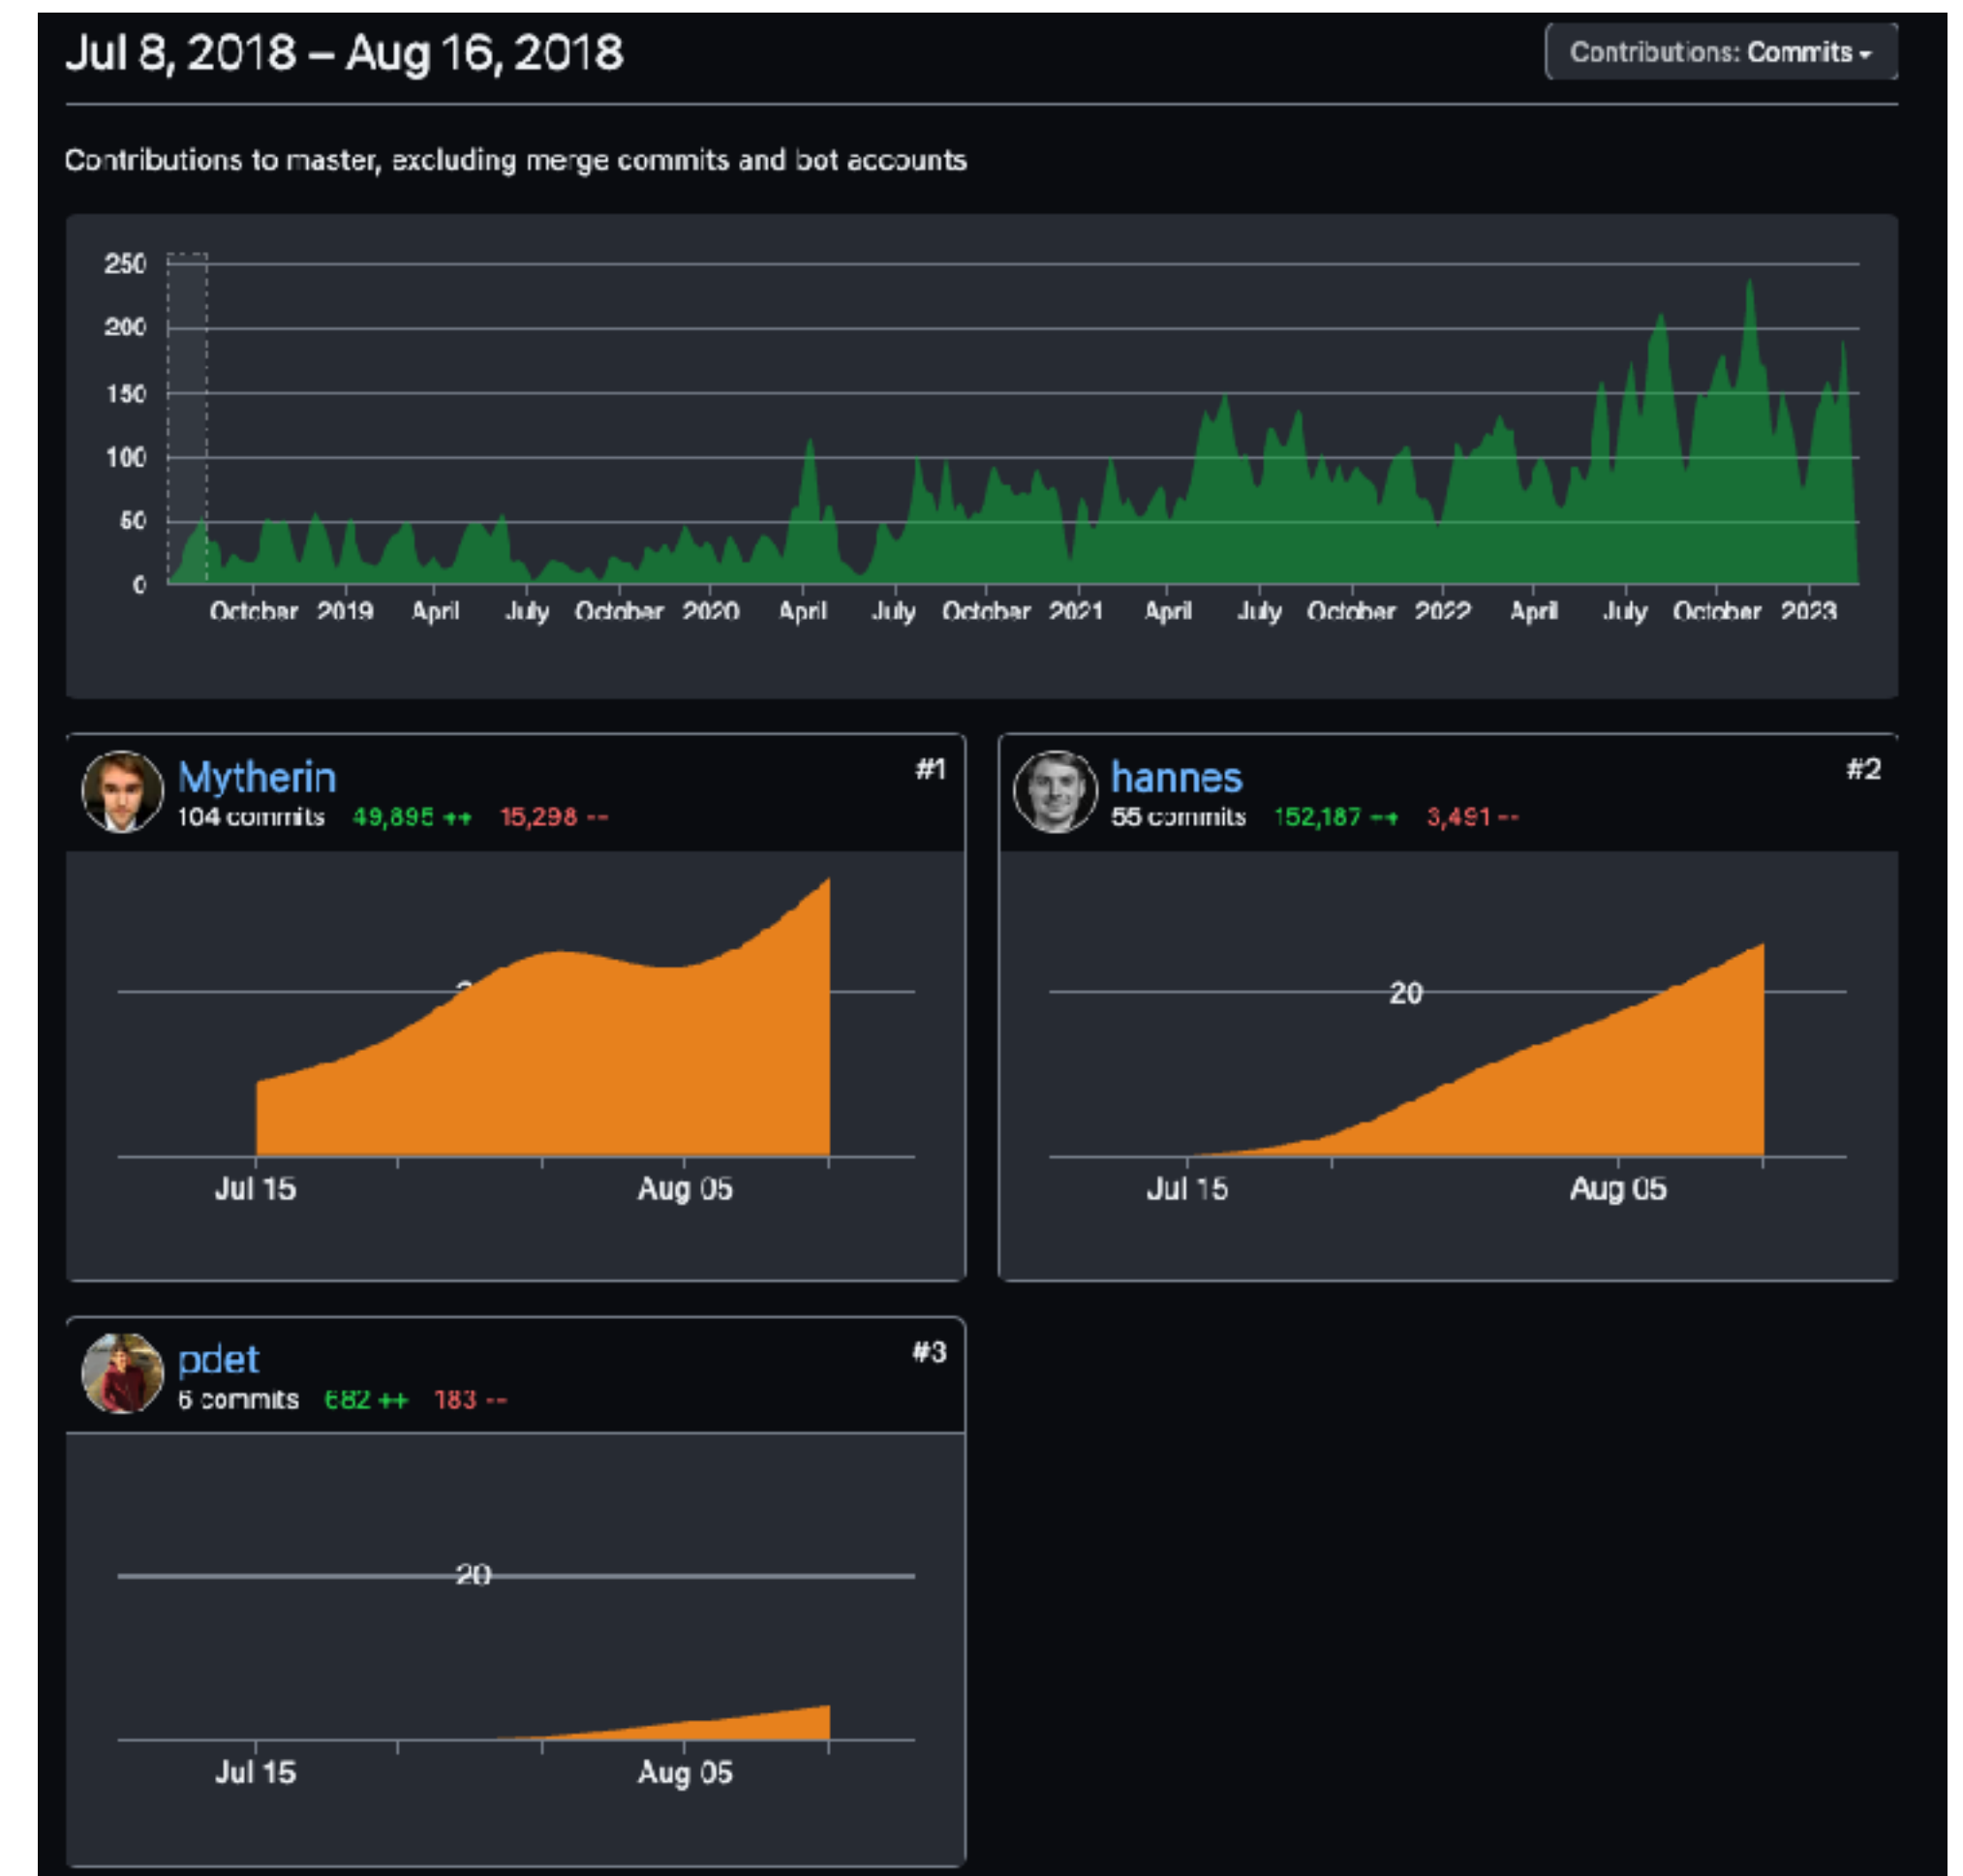 Jul 8, 2018 – Aug 16, 2018
Contributions: Commits
Contributions to master, excluding merge commits and bot accounts
250
200
150
100
50
0
October 2019 April July October 2020 April July October 2021 April July October 2022 April July October 2023
Mytherin #1
104 commits 49,895 ++ 15,298 --
Jul 15 Aug 05
hannes #2
55 commits 152,187 ++ 3,491 --
20
Jul 15 Aug 05
pdet #3
6 commits 682 ++ 183 --
20
Jul 15 Aug 05